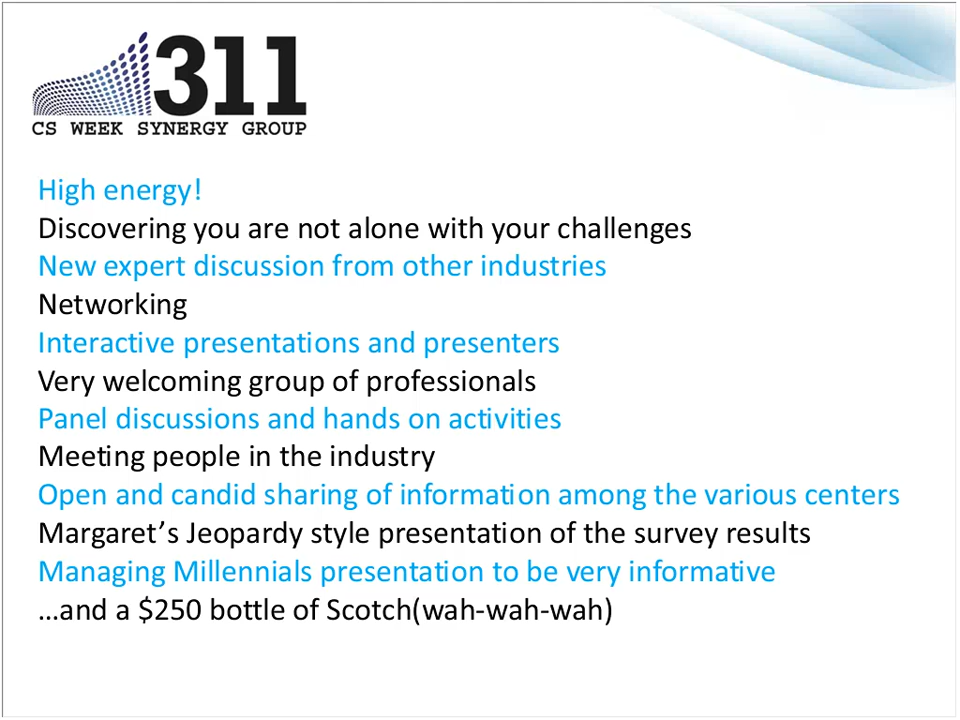 311
CS WEEK SYNERGY GROUP
High energy!
Discovering you are not alone with your challenges
New expert discussion from other industries
Networking
Interactive presentations and presenters
Very welcoming group of professionals
Panel discussions and hands on activities
Meeting people in the industry
Open and candid sharing of information among the various centers
Margaret’s Jeopardy style presentation of the survey results
Managing Millennials presentation to be very informative
…and a $250 bottle of Scotch(wah-wah-wah)